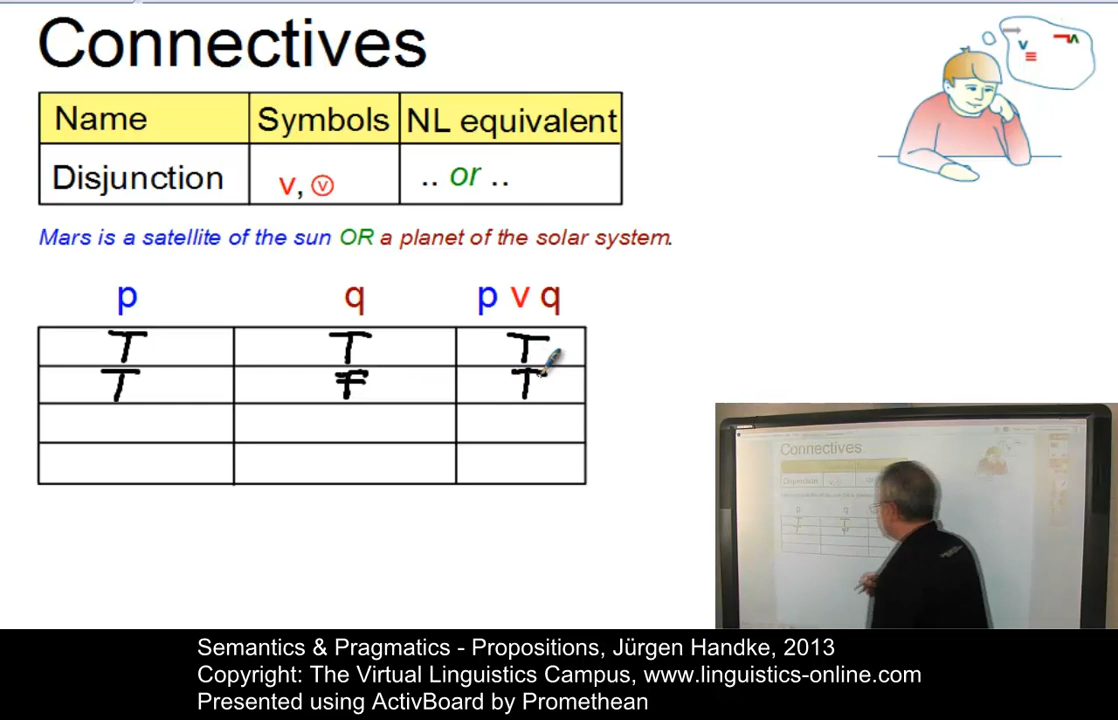 Connectives
Name Symbols NL equivalent
Disjunction v, ⓥ .. or ..
Mars is a satellite of the sun OR a planet of the solar system.
p q p v q
T T T
T F T
Connectives
Semantics & Pragmatics - Propositions, Jürgen Handke, 2013
Copyright: The Virtual Linguistics Campus, www.linguistics-online.com
Presented using ActivBoard by Promethean